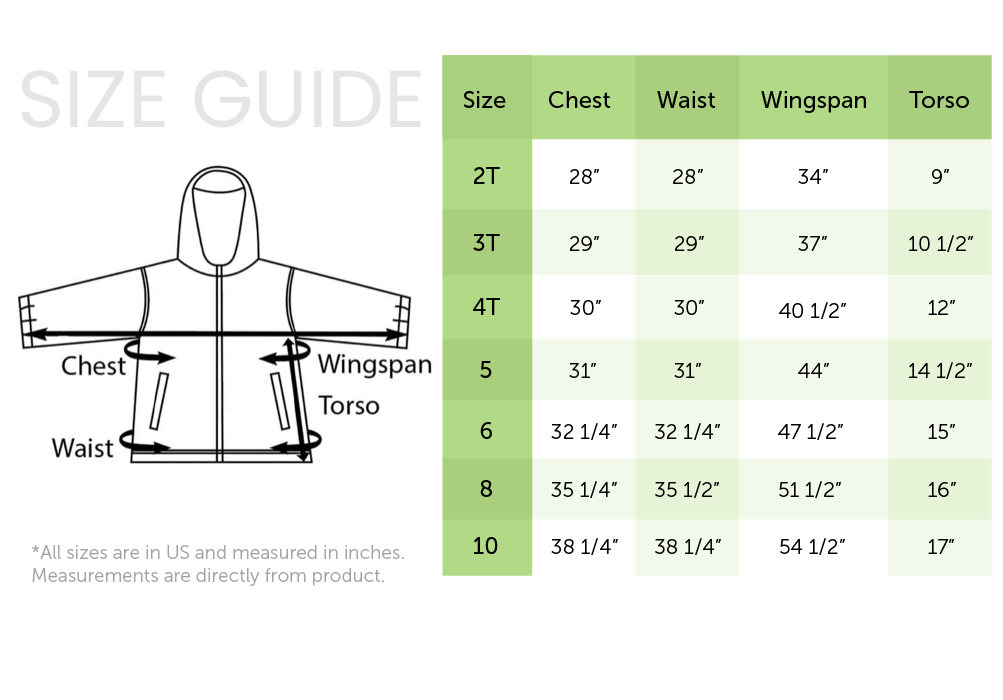 SIZE GUIDE
Chest
Wingspan
Torso
Waist
*All sizes are in US and measured in inches.
Measurements are directly from product.
Size Chest Waist Wingspan Torso
2T 28” 28” 34” 9”
3T 29” 29” 37” 10 1/2”
4T 30” 30” 40 1/2” 12”
5 31” 31” 44” 14 1/2”
6 32 1/4” 32 1/4” 47 1/2” 15”
8 35 1/4” 35 1/2” 51 1/2” 16”
10 38 1/4” 38 1/4” 54 1/2” 17”